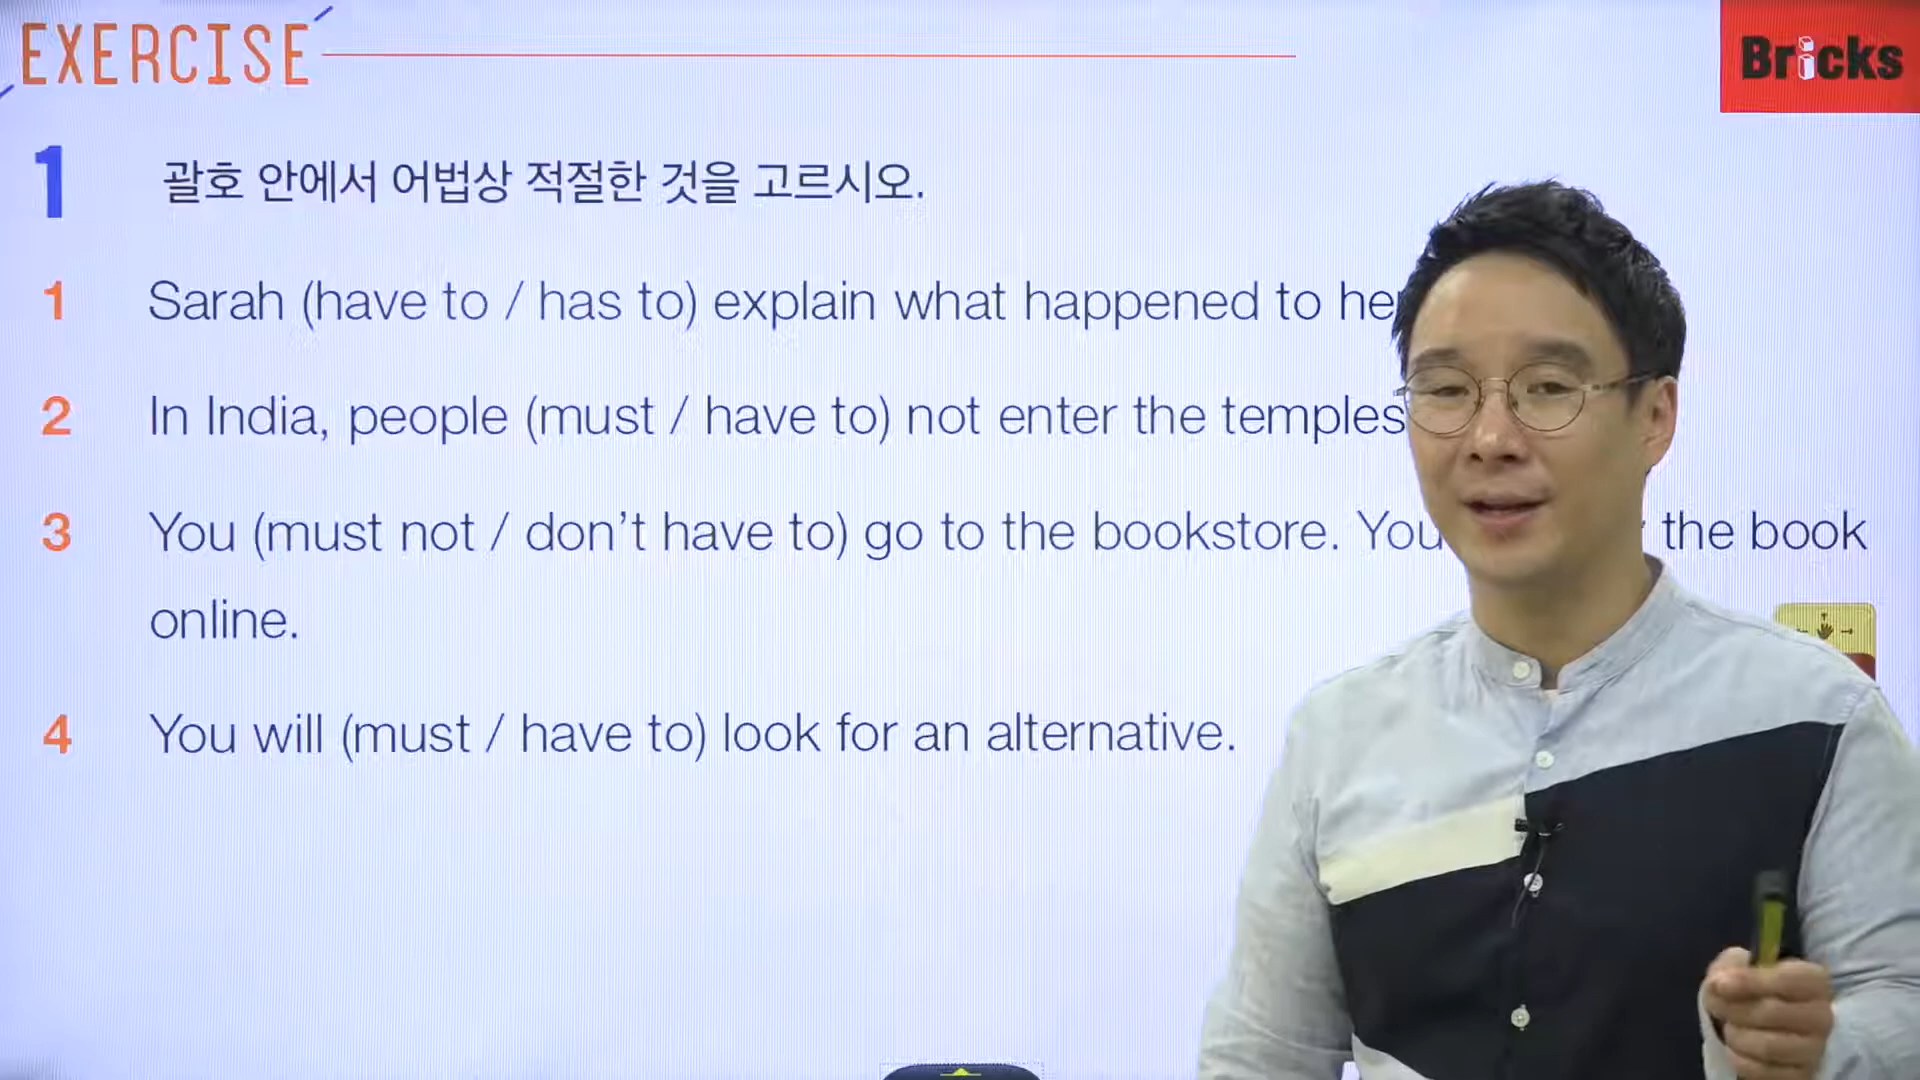 EXERCISE
Bricks
1 괄호 안에서 어법상 적절한 것을 고르시오.
1 Sarah (have to / has to) explain what happened to
2 In India, people (must / have to) not enter the temples
3 You (must not / don't have to) go to the bookstore. You the book
online.
4 You will (must / have to) look for an alternative.